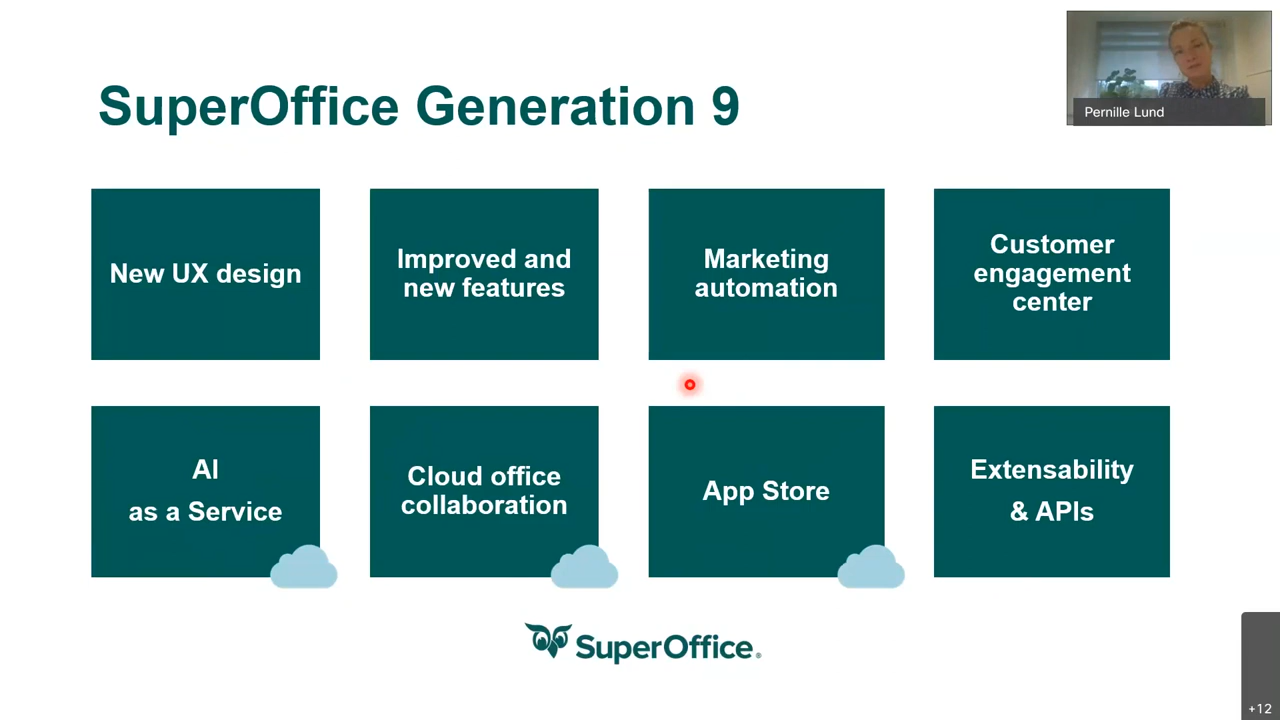 Pernille Lund
SuperOffice Generation 9
New UX design
Improved and
new features
Marketing
automation
Customer
engagement
center
AI
as a Service
Cloud office
collaboration
App Store
Extensability
& APIs
SuperOffice®
+12